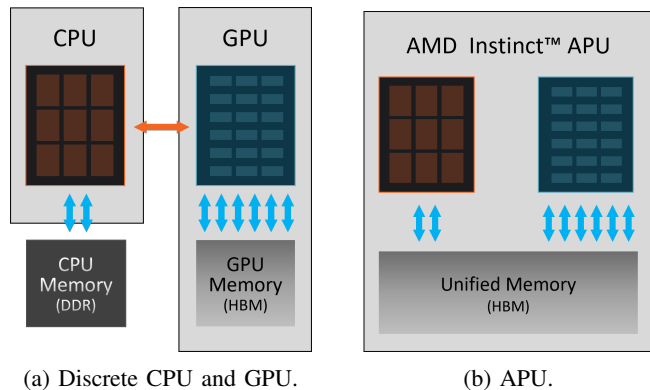 CPU
GPU
CPU
Memory
(DDR)
GPU
Memory
(HBM)
(a) Discrete CPU and GPU.
AMD Instinct™ APU
Unified Memory
(HBM)
(b) APU.